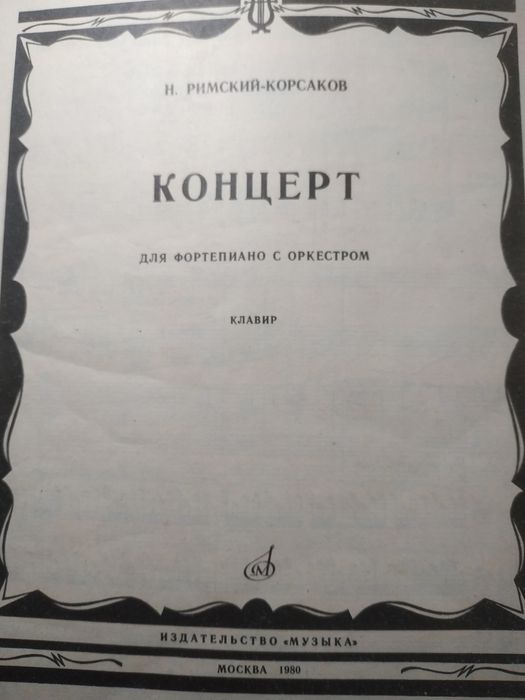 Н. РИМСКИЙ-КОРСАКОВ
КОНЦЕРТ
ДЛЯ ФОРТЕПИАНО С ОРКЕСТРОМ
КЛАВИР
ИЗДАТЕЛЬСТВО «МУЗЫКА»
МОСКВА 1980